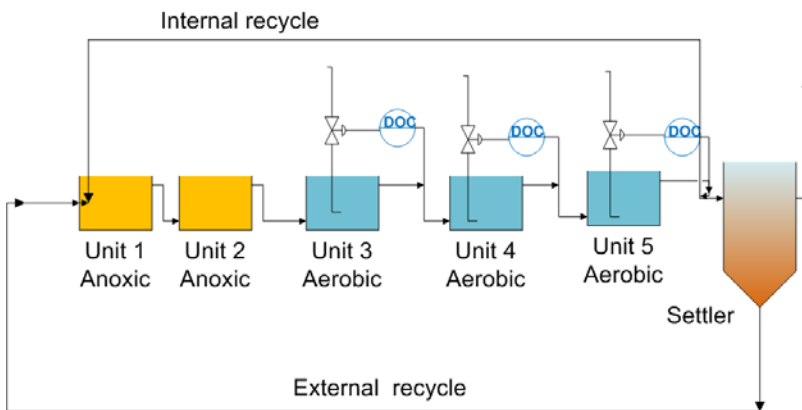 Internal recycle
DOC
DOC
DOC
Unit 1
Anoxic
Unit 2
Anoxic
Unit 3
Aerobic
Unit 4
Aerobic
Unit 5
Aerobic
Settler
External recycle